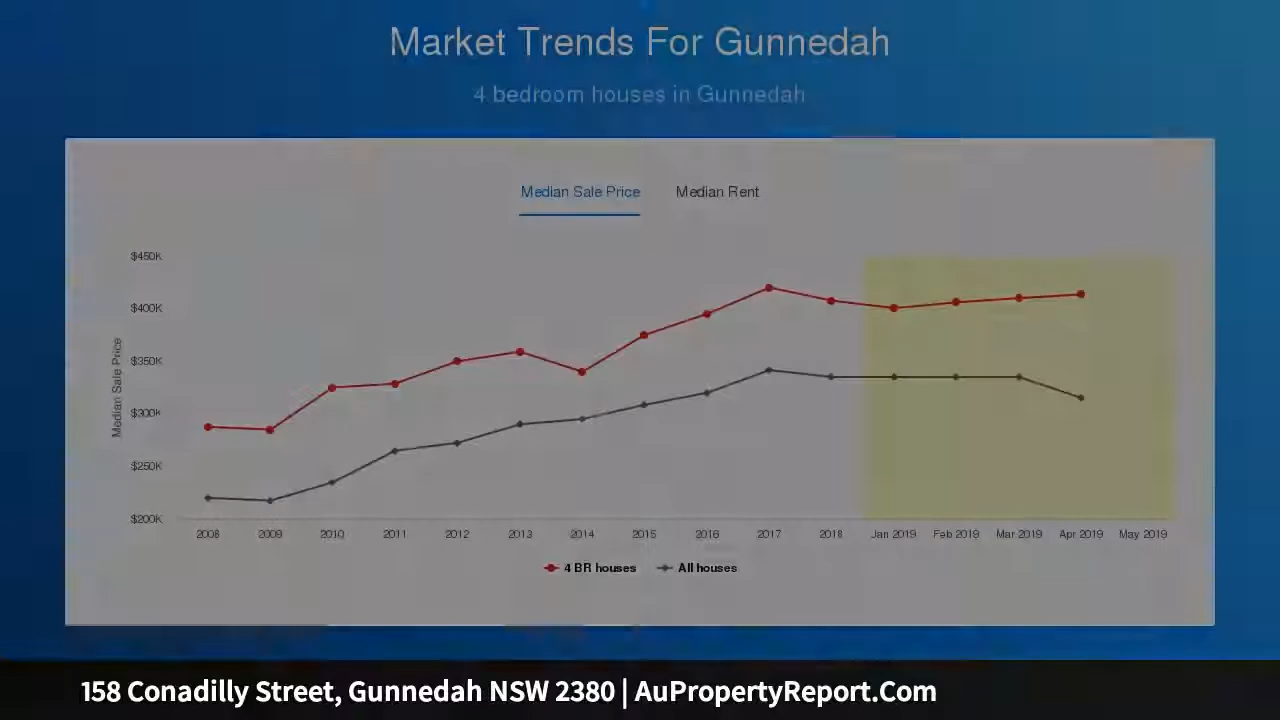 Market Trends For Gunnedah
4 bedroom houses in Gunnedah
Median Sale Price Median Rent
Median Sale Price
$450K
$400K
$350K
$300K
$250K
$200K
2008 2009 2010 2011 2012 2013 2014 2015 2016 2017 2018 Jan 2019 Feb 2019 Mar 2019 Apr 2019 May 2019
4 BR houses All houses
158 Conadilly Street, Gunnedah NSW 2380 | AuPropertyReport.Com